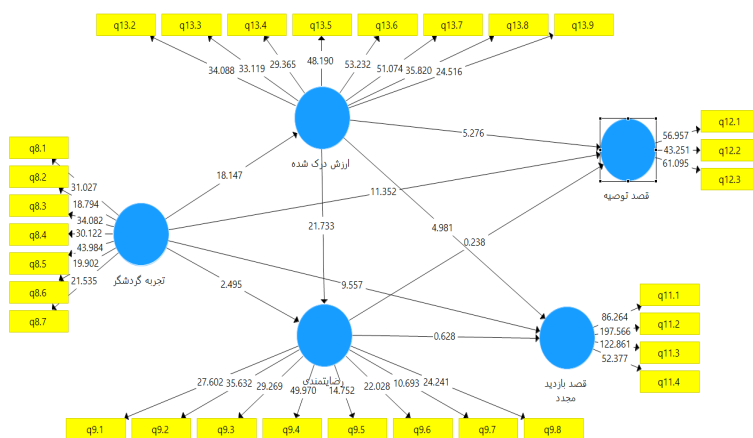 q13.2
q13.3
q13.4
q13.5
q13.6
q13.7
q13.8
q13.9
34.088
33.119
29.365
48.190
53.232
51.074
35.820
24.516
ارزش درک شده
q12.1
q12.2
q12.3
56.957
43.251
61.095
قصد توصیه
5.276
18.147
11.352
21.733
4.981
0.238
q8.1
q8.2
q8.3
q8.4
q8.5
q8.6
q8.7
31.027
18.794
34.082
30.122
43.984
19.902
21.535
تجربه گردشگر
2.495
9.557
0.628
q11.1
q11.2
q11.3
q11.4
86.264
197.566
122.861
52.377
قصد بازدید
مجدد
رضایتمندی
27.602
35.632
29.269
49.970
14.752
22.028
10.693
24.241
q9.1
q9.2
q9.3
q9.4
q9.5
q9.6
q9.7
q9.8